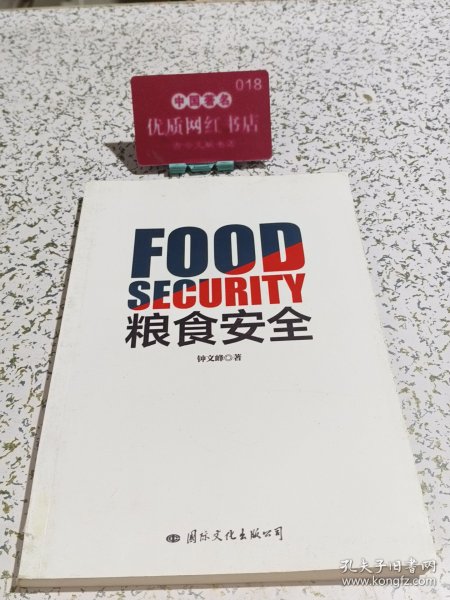 018
中国著名
优质网红书店
FOOD
SECURITY
粮食安全
钟文峰◎著
国际文化出版公司
孔夫子旧书网
www.kongfz.com